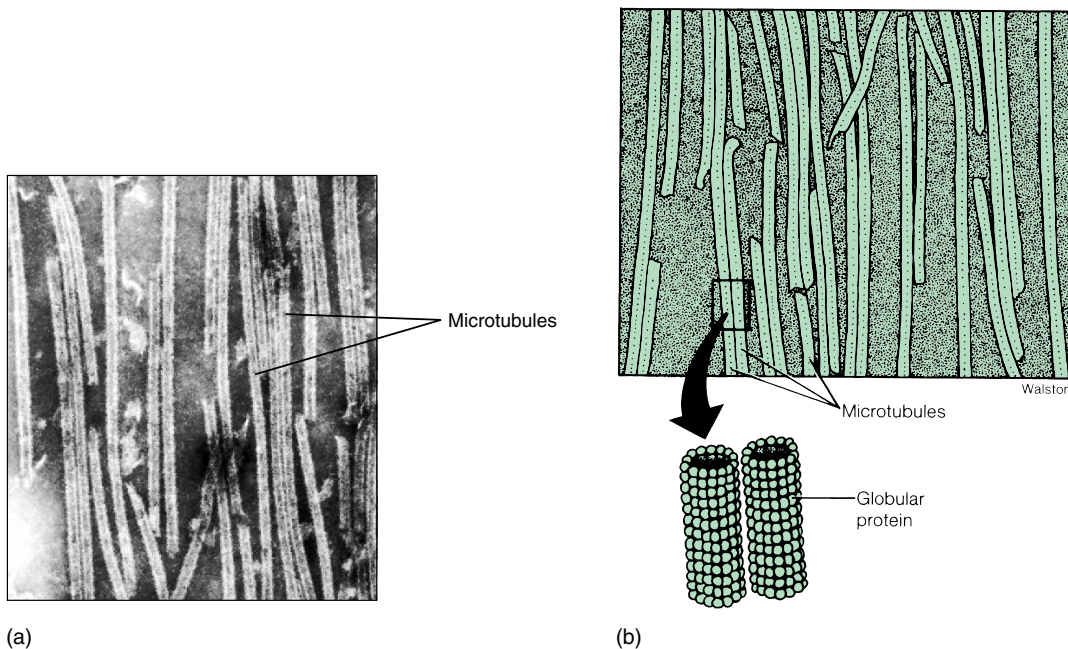 Microtubules
Walston
Microtubules
Globular
protein
(a)
(b)